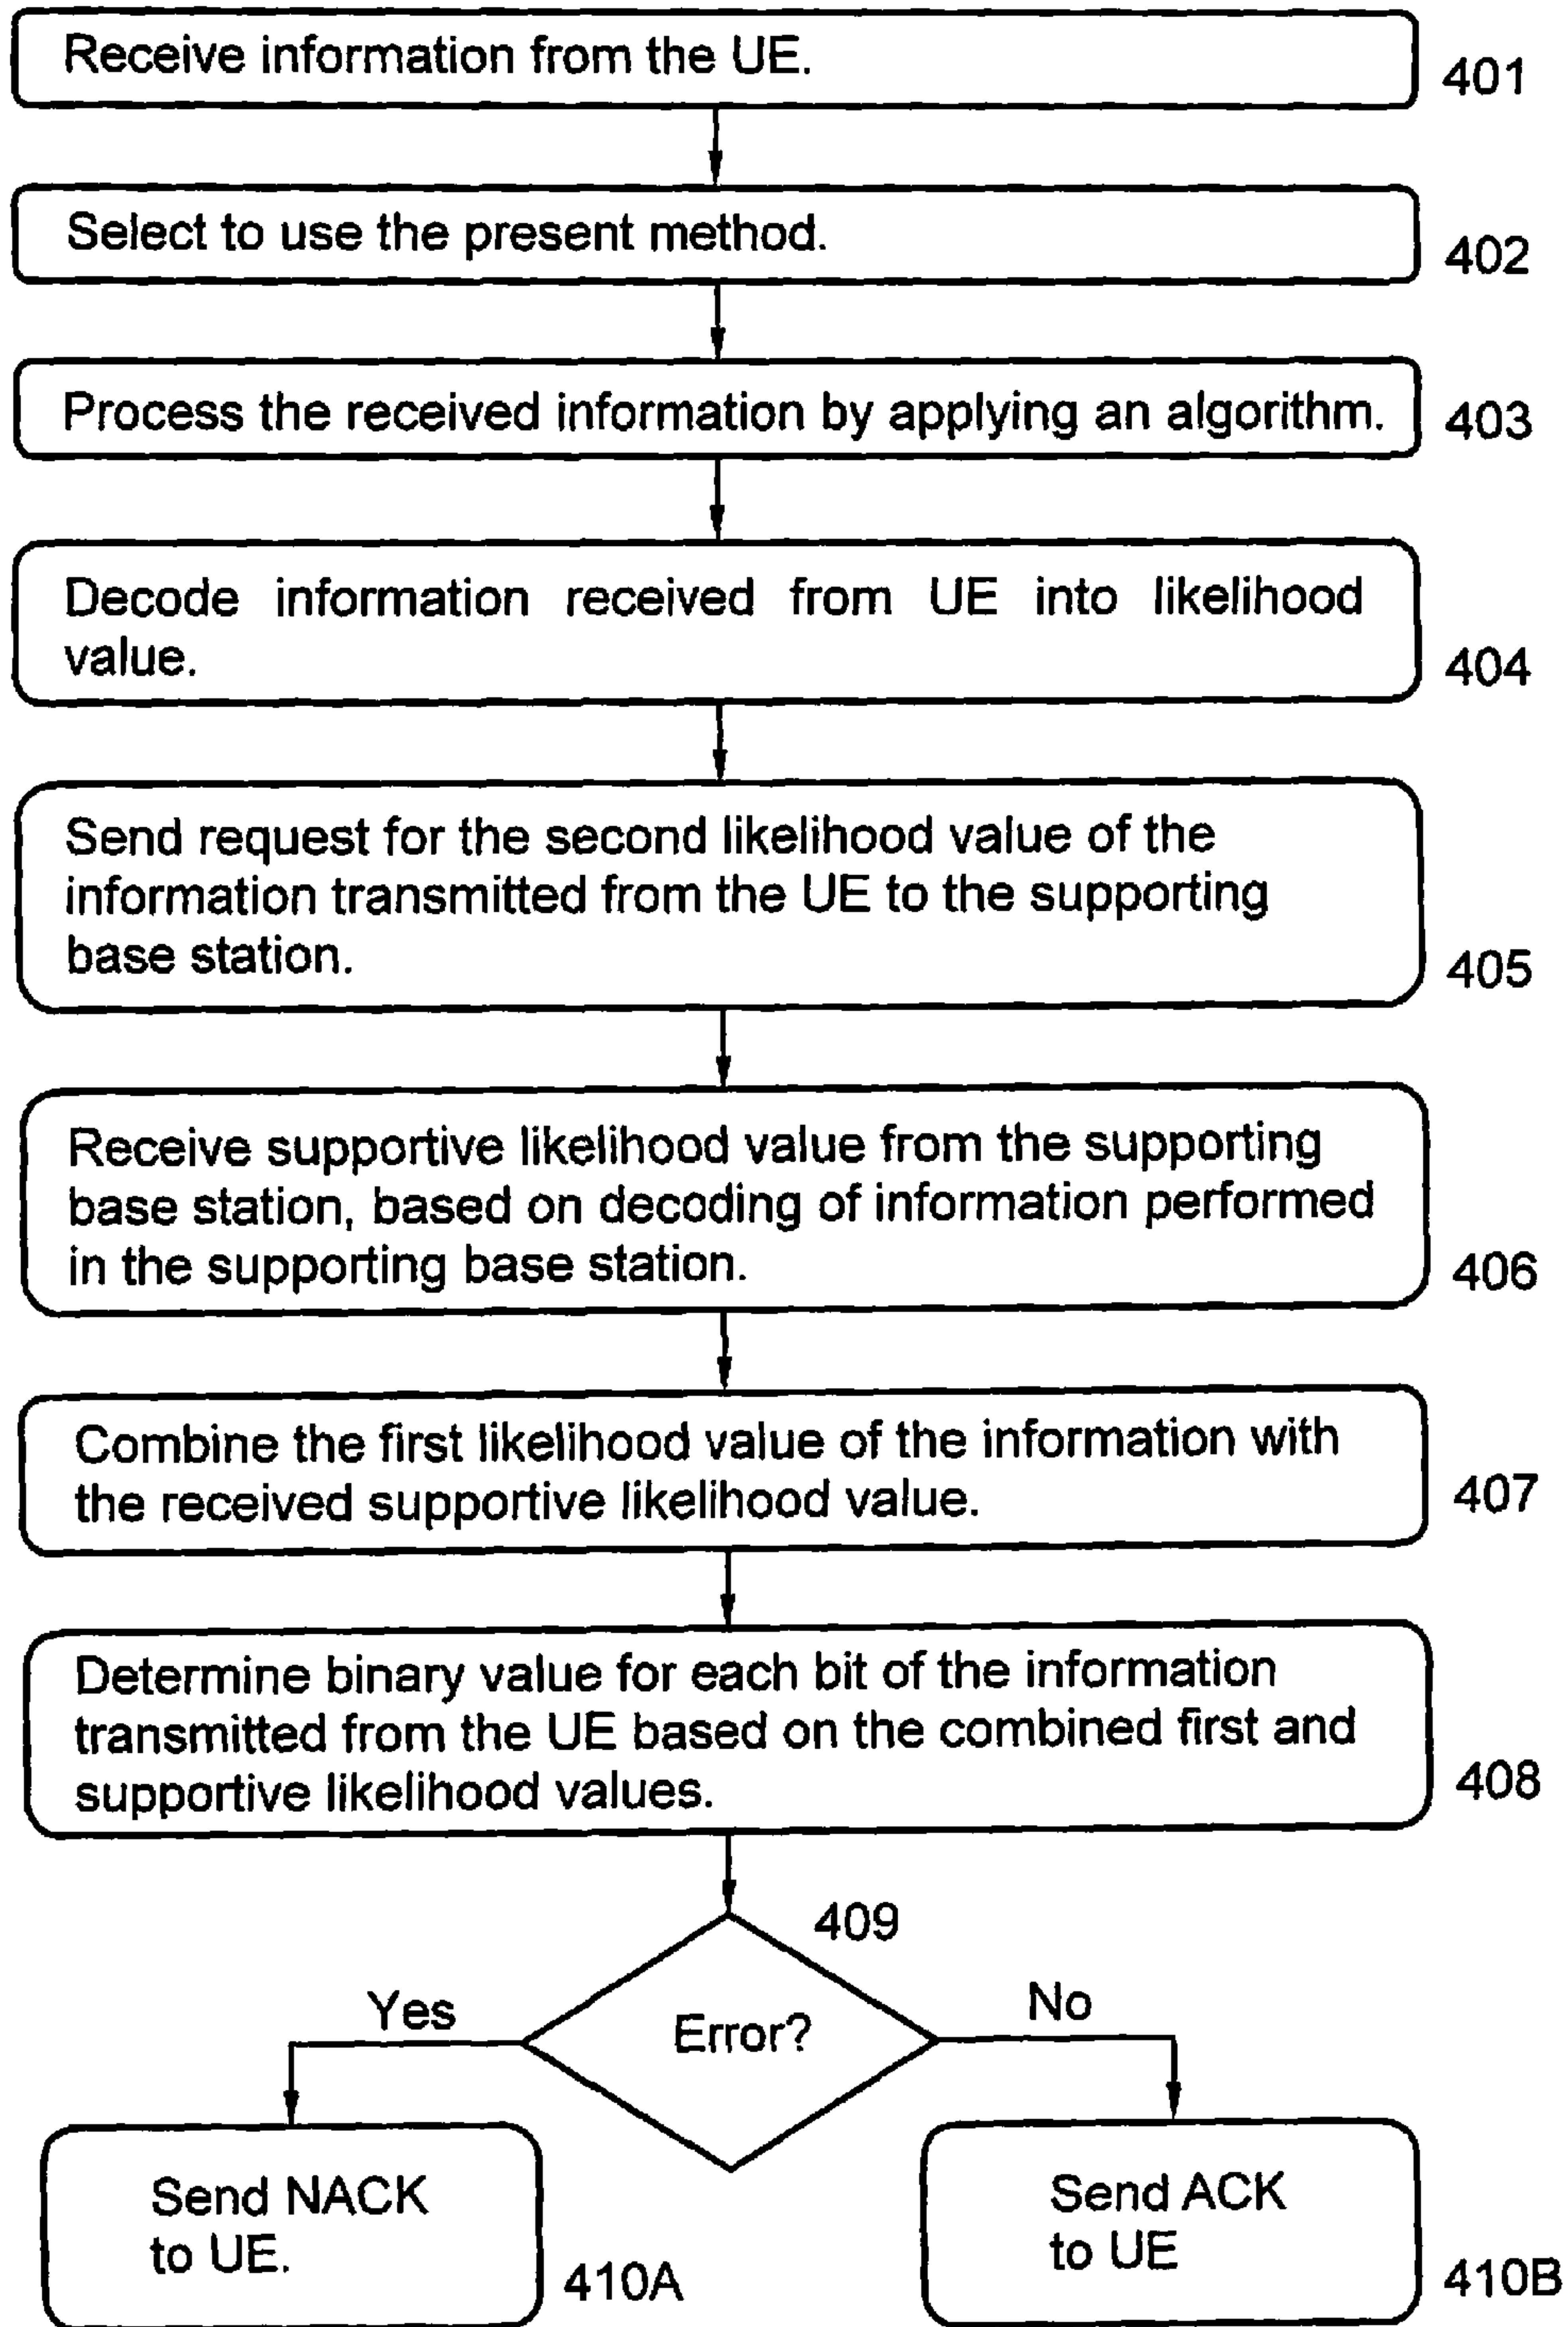 Receive information from the UE.
401
Select to use the present method.
402
Process the received information by applying an algorithm.
403
Decode information received from UE into likelihood
value.
404
Send request for the second likelihood value of the
information transmitted from the UE to the supporting
base station.
405
Receive supportive likelihood value from the supporting
base station, based on decoding of information performed
in the supporting base station.
406
Combine the first likelihood value of the information with
the received supportive likelihood value.
407
Determine binary value for each bit of the information
transmitted from the UE based on the combined first and
supportive likelihood values.
408
409
Error?
Yes
No
Send NACK
to UE.
410A
Send ACK
to UE
410B